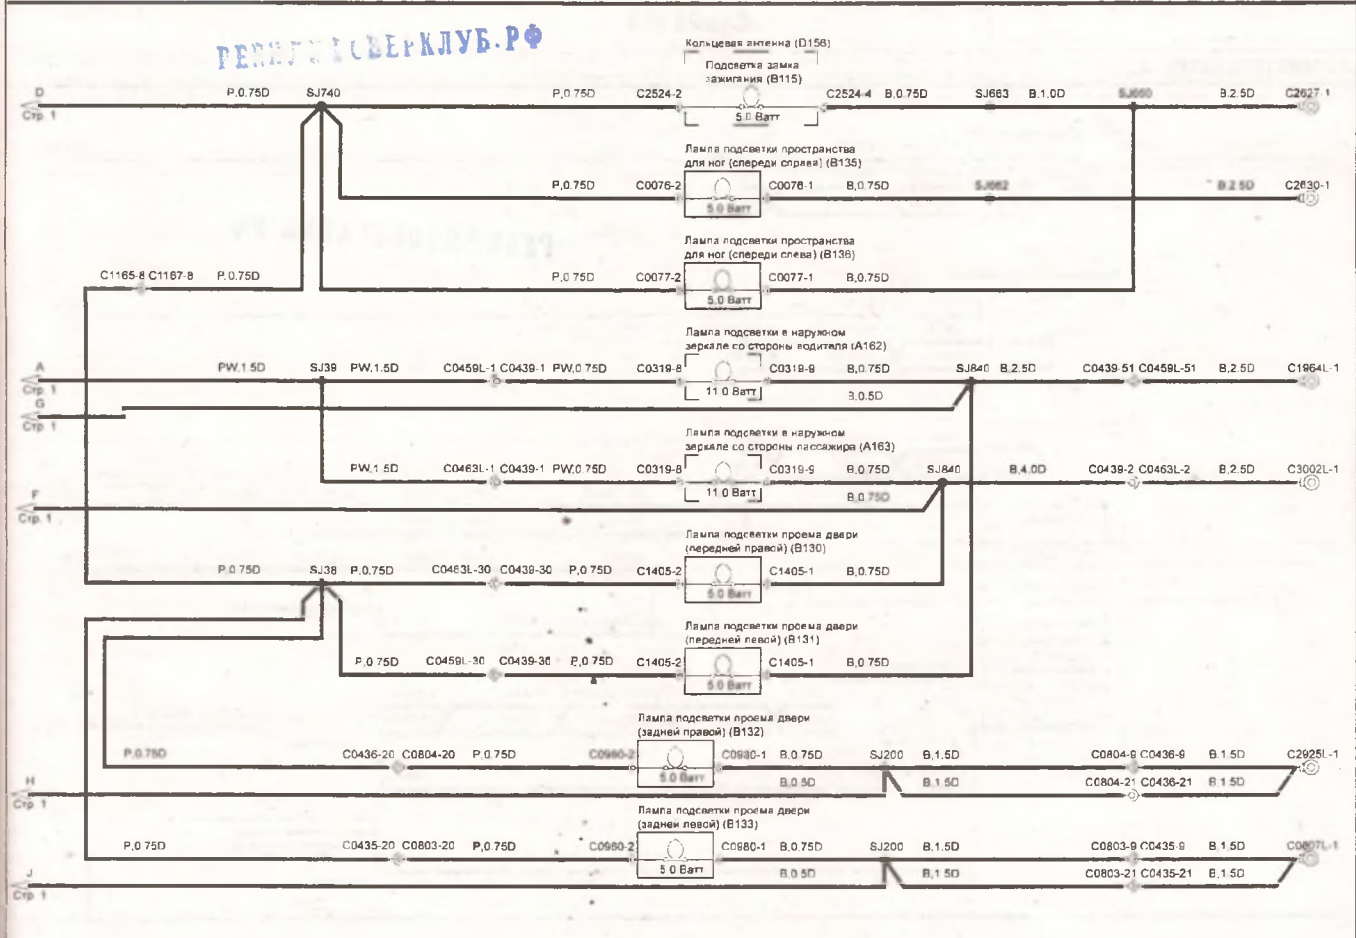 Кольцевая антенна (D156)
Подсветка замка
зажигания (B115)
D P,0.75D SJ740 P,0.75D C2524-2 C2524-4 B,0.75D SJ663 B,1.0D B,2.5D C2627-1
Стр. 1 5.0 Ватт
Лампа подсветки пространства
для ног (спереди справа) (B135)
P,0.75D C0076-2 C0076-1 B,0.75D SJ662 B,2.5D C2630-1
5.0 Ватт
Лампа подсветки пространства
для ног (спереди слева) (B136)
C1165-8 C1167-8 P,0.75D P,0.75D C0077-2 C0077-1 B,0.75D
5.0 Ватт
Лампа подсветки в наружном
зеркале со стороны водителя (A162)
A PW,1.5D SJ39 PW,1.5D C0459L-1 C0439-1 PW,0.75D C0319-8 C0319-9 B,0.75D SJ840 B,2.5D C0439-51 C0459L-51 B,2.5D C1964L-1
Стр. 1 11.0 Ватт B,0.5D
G
Стр. 1
Лампа подсветки в наружном
зеркале со стороны пассажира (A163)
PW,1.5D C0463L-1 C0439-1 PW,0.75D C0319-8 C0319-9 B,0.75D SJ840 B,4.0D C0439-2 C0463L-2 B,2.5D C3002L-1
F 11.0 Ватт B,0.75D
Стр. 1
Лампа подсветки проема двери
(передней правой) (B130)
P,0.75D SJ38 P,0.75D C0463L-30 C0439-30 P,0.75D C1405-2 C1405-1 B,0.75D
5.0 Ватт
Лампа подсветки проема двери
(передней левой) (B131)
P,0.75D C0459L-30 C0439-30 P,0.75D C1405-2 C1405-1 B,0.75D
5.0 Ватт
Лампа подсветки проема двери
(задней правой) (B132)
P,0.75D C0436-20 C0804-20 P,0.75D C0980-2 C0980-1 B,0.75D SJ200 B,1.5D C0804-9 C0436-9 B,1.5D C2925L-1
H 5.0 Ватт B,0.5D B,1.5D C0804-21 C0436-21 B,1.5D
Стр. 1
Лампа подсветки проема двери
(задней левой) (B133)
P,0.75D C0435-20 C0803-20 P,0.75D C0980-2 C0980-1 B,0.75D SJ200 B,1.5D C0803-9 C0435-9 B,1.5D C0807L-1
J 5.0 Ватт B,0.5D B,1.5D C0803-21 C0435-21 B,1.5D
Стр. 1